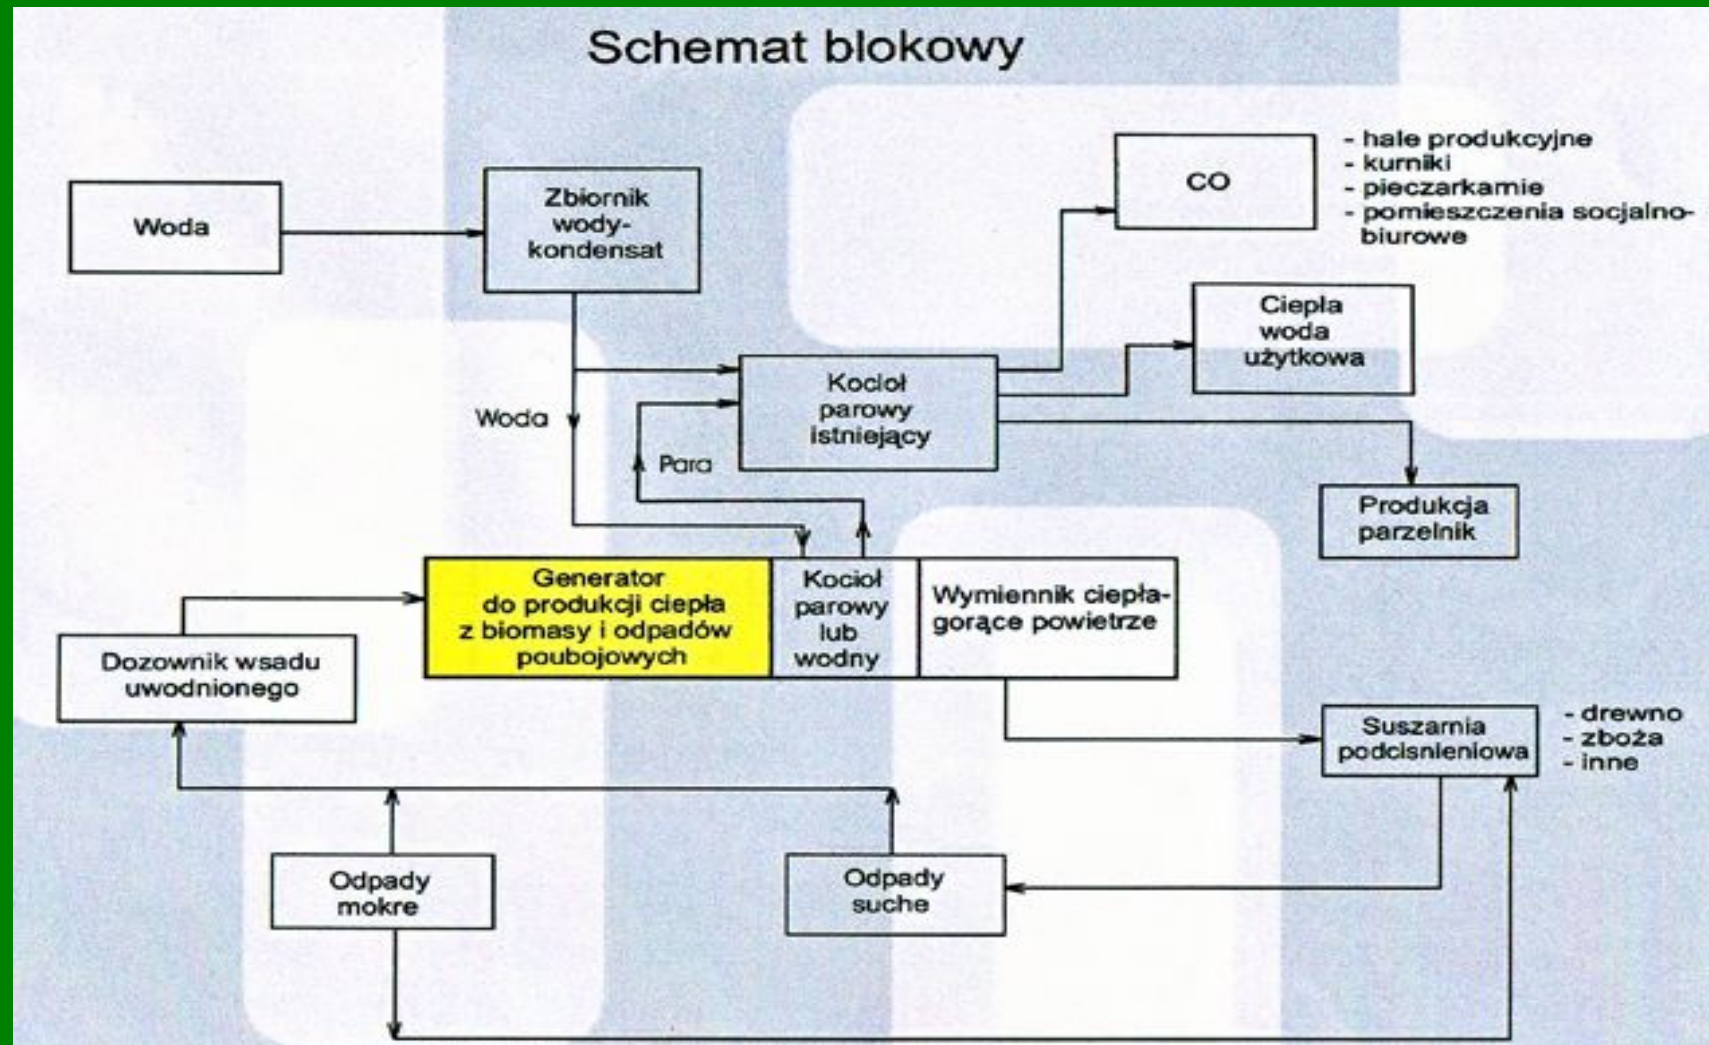 Schemat blokowy
Woda
Zbiornik
wody-
kondensat
CO
- hale produkcyjne
- kurniki
- pieczarkarnie
- pomieszczenia socjalno-
biurowe
Ciepła
woda
użytkowa
Kocioł
parowy
istniejący
Woda
Para
Produkcja
parzelnik
Generator
do produkcji ciepła
z biomasy i odpadów
poubojowych
Kocioł
parowy
lub
wodny
Wymiennik ciepła-
gorące powietrze
Dozownik wsadu
uwodnionego
Suszarnia
podcisnieniowa
- drewno
- zboża
- inne
Odpady
mokre
Odpady
suche